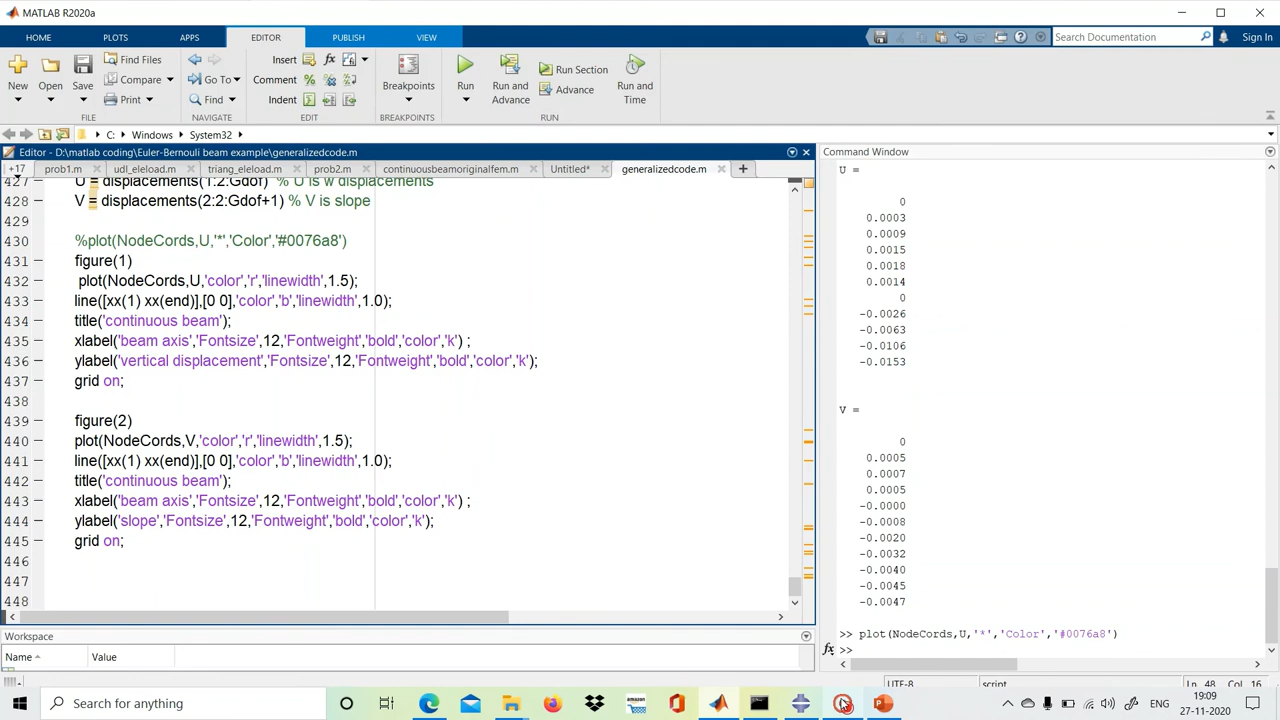 MATLAB R2020a
HOME PLOTS APPS EDITOR PUBLISH VIEW Search Documentation Sign In
New Open Save Find Files Compare Print Go To Find Insert fx Comment Indent Breakpoints Run Run and Advance Run Section Advance Run and Time
FILE NAVIGATE EDIT BREAKPOINTS RUN
C: Windows System32
Editor - D:\matlab coding\Euler-Bernouli beam example\generalizedcode.m
+17 prob1.m udl_eleload.m triang_eleload.m prob2.m continuousbeamoriginalfem.m Untitled* generalizedcode.m +
427 U = displacements(1:2:Gdof) % U is w displacements
428 V = displacements(2:2:Gdof+1) % V is slope
429
430 %plot(NodeCords,U,'*','Color','#0076a8')
431 figure(1)
432 plot(NodeCords,U,'color','r','linewidth',1.5);
433 line([xx(1) xx(end)],[0 0],'color','b','linewidth',1.0);
434 title('continuous beam');
435 xlabel('beam axis','Fontsize',12,'Fontweight','bold','color','k') ;
436 ylabel('vertical displacement','Fontsize',12,'Fontweight','bold','color','k');
437 grid on;
438
439 figure(2)
440 plot(NodeCords,V,'color','r','linewidth',1.5);
441 line([xx(1) xx(end)],[0 0],'color','b','linewidth',1.0);
442 title('continuous beam');
443 xlabel('beam axis','Fontsize',12,'Fontweight','bold','color','k') ;
444 ylabel('slope','Fontsize',12,'Fontweight','bold','color','k');
445 grid on;
446
447
448
Workspace
Name Value
Command Window
U =
0
0.0003
0.0009
0.0015
0.0018
0.0014
0
-0.0026
-0.0063
-0.0106
-0.0153
V =
0
0.0005
0.0007
0.0005
-0.0000
-0.0008
-0.0020
-0.0032
-0.0040
-0.0045
-0.0047
>> plot(NodeCords,U,'*','Color','#0076a8')
fx >>
UTF-8 script Ln 48 Col 16
Search for anything
amazon
19:09
27-11-2020